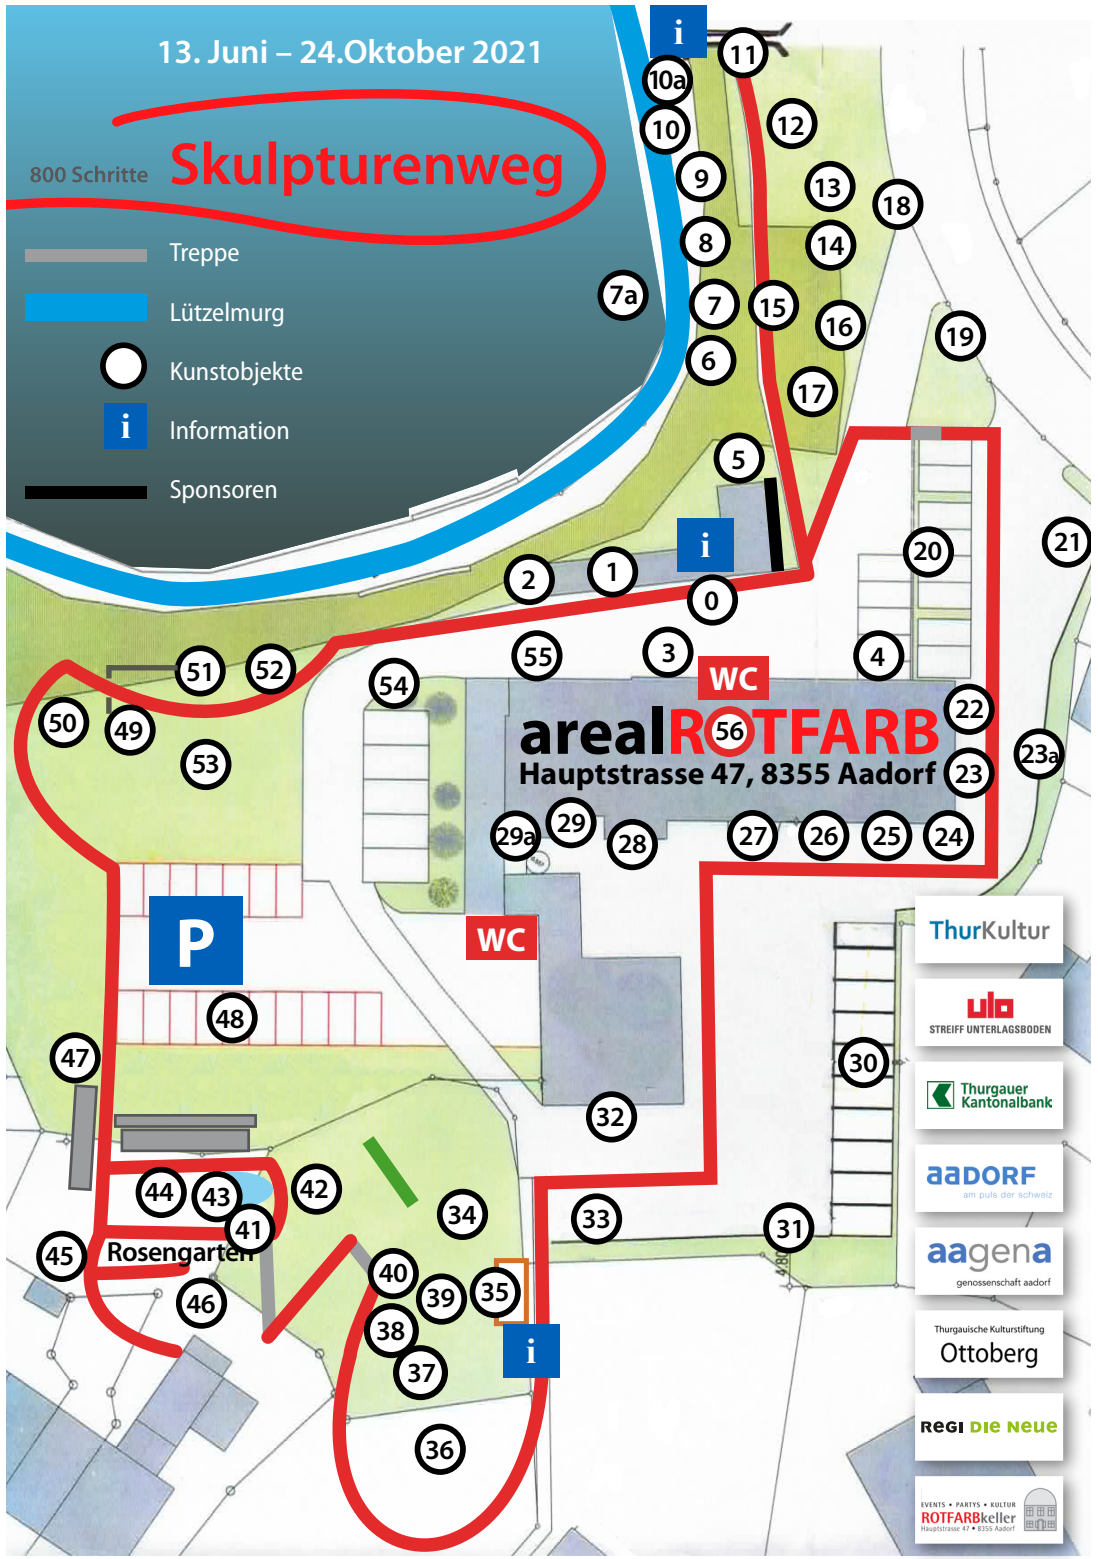 13. Juni – 24.Oktober 2021
800 Schritte Skulpturenweg
Treppe
Lützelmurg
Kunstobjekte
i Information
Sponsoren
i
11
10a
10
12
9
13
18
8
14
7a
7
15
16
19
6
17
5
i
20
21
2
1
0
55
3
4
WC
51
52
54
50
49
53
22
arealROTFARB
56
Hauptstrasse 47, 8355 Aadorf
23
23a
29a
29
28
27
26
25
24
P
WC
48
47
30
32
44
43
42
41
34
33
31
4.80
45
Rosengarten
46
40
39
35
38
37
i
36
ThurKultur
ulo
STREIFF UNTERLAGSBODEN
Thurgauer
Kantonalbank
aaDORF
am puls der schweiz
aagena
genossenschaft aadorf
Thurgauische Kulturstiftung
Ottoberg
REGI DIE NEUE
EVENTS • PARTYS • KULTUR
ROTFARBkeller
Hauptstrasse 47 • 8355 Aadorf